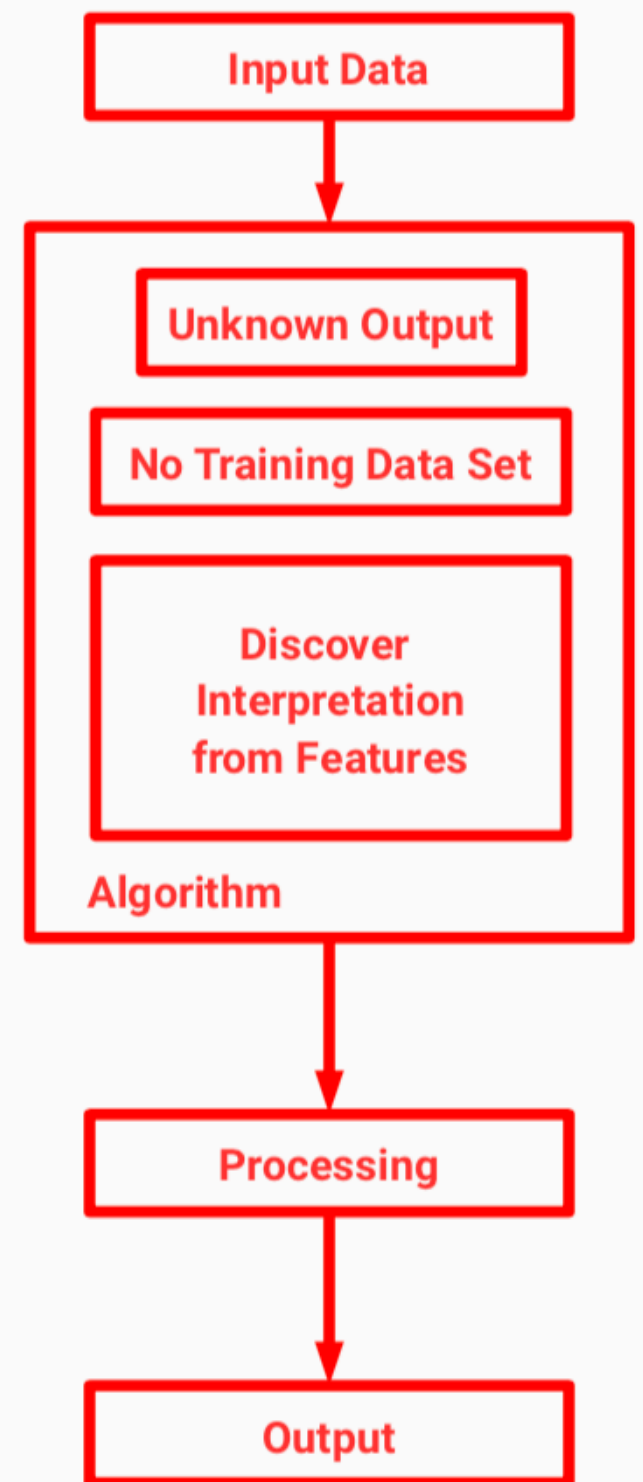 Input Data
Unknown Output
No Training Data Set
Discover
Interpretation
from Features
Algorithm
Processing
Output